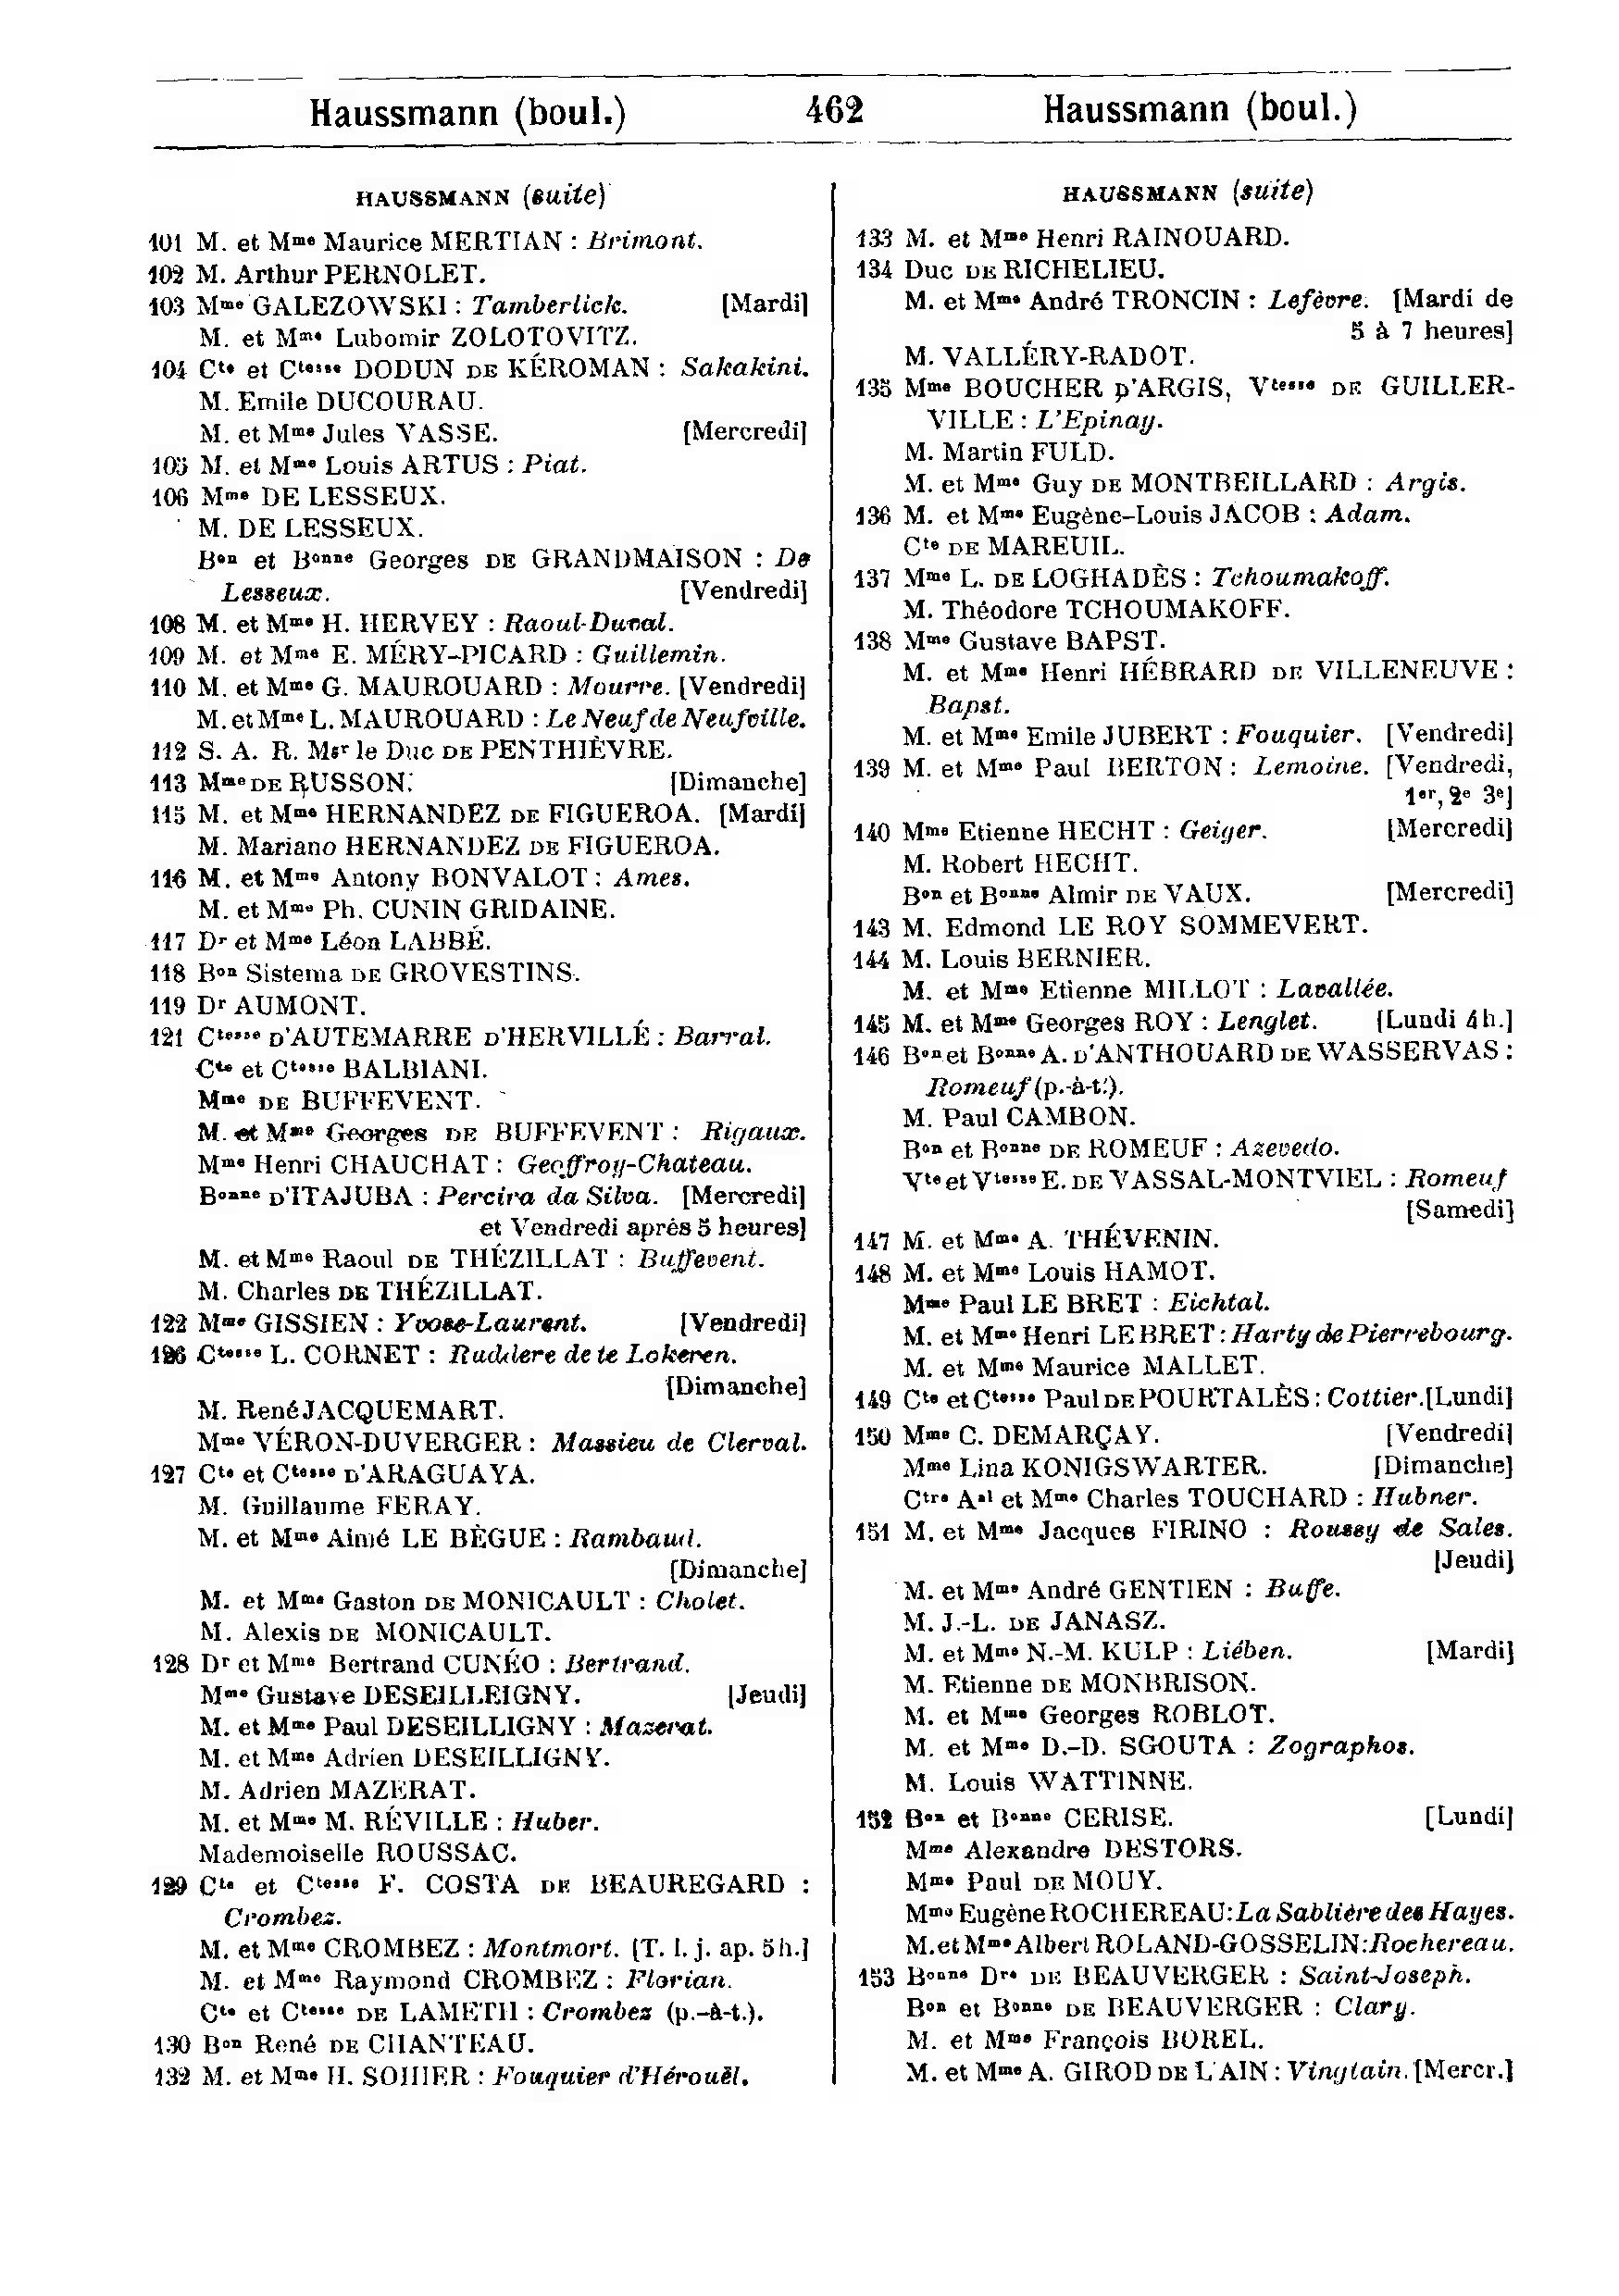 Haussmann (boul.) 462 Haussmann (boul.)
HAUSSMANN (suite)
101 M. et Mme Maurice MERTIAN : Brimont.
102 M. Arthur PERNOLET.
103 Mme GALEZOWSKI : Tamberlick. [Mardi]
M. et Mme Lubomir ZOLOTOVITZ.
104 Cte et Ctesse DODUN DE KÉROMAN : Sakakini.
M. Emile DUCOURAU.
M. et Mme Jules VASSE. [Mercredi]
105 M. et Mme Louis ARTUS : Piat.
106 Mme DE LESSEUX.
M. DE LESSEUX.
Bon et Bonne Georges DE GRANDMAISON : De
Lesseux. [Vendredi]
108 M. et Mme H. HERVEY : Raoul-Duval.
109 M. et Mme E. MÉRY-PICARD : Guillemin.
110 M. et Mme G. MAUROUARD : Mourre. [Vendredi]
M. et Mme L. MAUROUARD : Le Neuf de Neufville.
112 S. A. R. Mgr le Duc DE PENTHIÈVRE.
113 Mme DE RUSSON. [Dimanche]
115 M. et Mme HERNANDEZ DE FIGUEROA. [Mardi]
M. Mariano HERNANDEZ DE FIGUEROA.
116 M. et Mme Antony BONVALOT : Ames.
M. et Mme Ph. CUNIN GRIDAINE.
117 Dr et Mme Léon LABBÉ.
118 Bon Sistema DE GROVESTINS.
119 Dr AUMONT.
121 Ctesse D'AUTEMARRE D'HERVILLÉ : Barral.
Cte et Ctesse BALBIANI.
Mme DE BUFFEVENT.
M. et Mme Georges DE BUFFEVENT : Rigaux.
Mme Henri CHAUCHAT : Geoffroy-Chateau.
Bonne D'ITAJUBA : Pereira da Silva. [Mercredi]
et Vendredi après 5 heures]
M. et Mme Raoul DE THÉZILLAT : Buffevent.
M. Charles DE THÉZILLAT.
122 Mme GISSIEN : Yvose-Laurent. [Vendredi]
126 Ctesse L. CORNET : Ruddere de te Lokeren.
[Dimanche]
M. René JACQUEMART.
Mme VÉRON-DUVERGER : Massieu de Clerval.
127 Cte et Ctesse D'ARAGUAYA.
M. Guillaume FERAY.
M. et Mme Aimé LE BÈGUE : Rambaud.
[Dimanche]
M. et Mme Gaston DE MONICAULT : Cholet.
M. Alexis DE MONICAULT.
128 Dr et Mme Bertrand CUNÉO : Bertrand.
Mme Gustave DESEILLEIGNY. [Jeudi]
M. et Mme Paul DESEILLIGNY : Mazerat.
M. et Mme Adrien DESEILLIGNY.
M. Adrien MAZERAT.
M. et Mme M. RÉVILLE : Huber.
Mademoiselle ROUSSAC.
129 Cte et Ctesse F. COSTA DE BEAUREGARD :
Crombez.
M. et Mme CROMBEZ : Montmort. [T. l. j. ap. 5h.]
M. et Mme Raymond CROMBEZ : Florian.
Cte et Ctesse DE LAMETH : Crombez (p.-à-t.).
130 Bon René DE CHANTEAU.
132 M. et Mme H. SOHIER : Fouquier d'Hérouël.
HAUSSMANN (suite)
133 M. et Mme Henri RAINOUARD.
134 Duc DE RICHELIEU.
M. et Mme André TRONCIN : Lefèvre. [Mardi de
5 à 7 heures]
M. VALLÉRY-RADOT.
135 Mme BOUCHER D'ARGIS, Vtesse DE GUILLER-
VILLE : L'Epinay.
M. Martin FULD.
M. et Mme Guy DE MONTBEILLARD : Argis.
136 M. et Mme Eugène-Louis JACOB : Adam.
Cte DE MAREUIL.
137 Mme L. DE LOGHADÈS : Tchoumakoff.
M. Théodore TCHOUMAKOFF.
138 Mme Gustave BAPST.
M. et Mme Henri HÉBRARD DE VILLENEUVE :
Bapst.
M. et Mme Emile JUBERT : Fouquier. [Vendredi]
139 M. et Mme Paul BERTON : Lemoine. [Vendredi,
1er, 2e 3e]
140 Mme Etienne HECHT : Geiger. [Mercredi]
M. Robert HECHT.
Bon et Bonne Almir DE VAUX. [Mercredi]
143 M. Edmond LE ROY SOMMEVERT.
144 M. Louis BERNIER.
M. et Mme Etienne MILLOT : Lavallée.
145 M. et Mme Georges ROY : Lenglet. [Lundi 4h.]
146 Bon et Bonne A. D'ANTHOUARD DE WASSERVAS :
Romeuf (p.-à-t.).
M. Paul CAMBON.
Bon et Bonne DE ROMEUF : Azevedo.
Vte et Vtesse E. DE VASSAL-MONTVIEL : Romeuf
[Samedi]
147 M. et Mme A. THÉVENIN.
148 M. et Mme Louis HAMOT.
Mme Paul LE BRET : Eichtal.
M. et Mme Henri LE BRET : Harty de Pierrebourg.
M. et Mme Maurice MALLET.
149 Cte et Ctesse Paul DE POURTALÈS : Cottier. [Lundi]
150 Mme C. DEMARÇAY. [Vendredi]
Mme Lina KONIGSWARTER. [Dimanche]
Ctre Aal et Mme Charles TOUCHARD : Hubner.
151 M. et Mme Jacques FIRINO : Roussy de Sales.
[Jeudi]
M. et Mme André GENTIEN : Buffe.
M. J.-L. DE JANASZ.
M. et Mme N.-M. KULP : Liében. [Mardi]
M. Etienne DE MONBRISON.
M. et Mme Georges ROBLOT.
M. et Mme D.-D. SGOUTA : Zographos.
M. Louis WATTINNE.
152 Bon et Bonne CERISE. [Lundi]
Mme Alexandre DESTORS.
Mme Paul DE MOUY.
Mme Eugène ROCHEREAU: La Sablière des Hayes.
M. et Mme Albert ROLAND-GOSSELIN: Rochereau.
153 Bonne Dre DE BEAUVERGER : Saint-Joseph.
Bon et Bonne DE BEAUVERGER : Clary.
M. et Mme François BOREL.
M. et Mme A. GIROD DE L'AIN : Vingtain. [Mercr.]